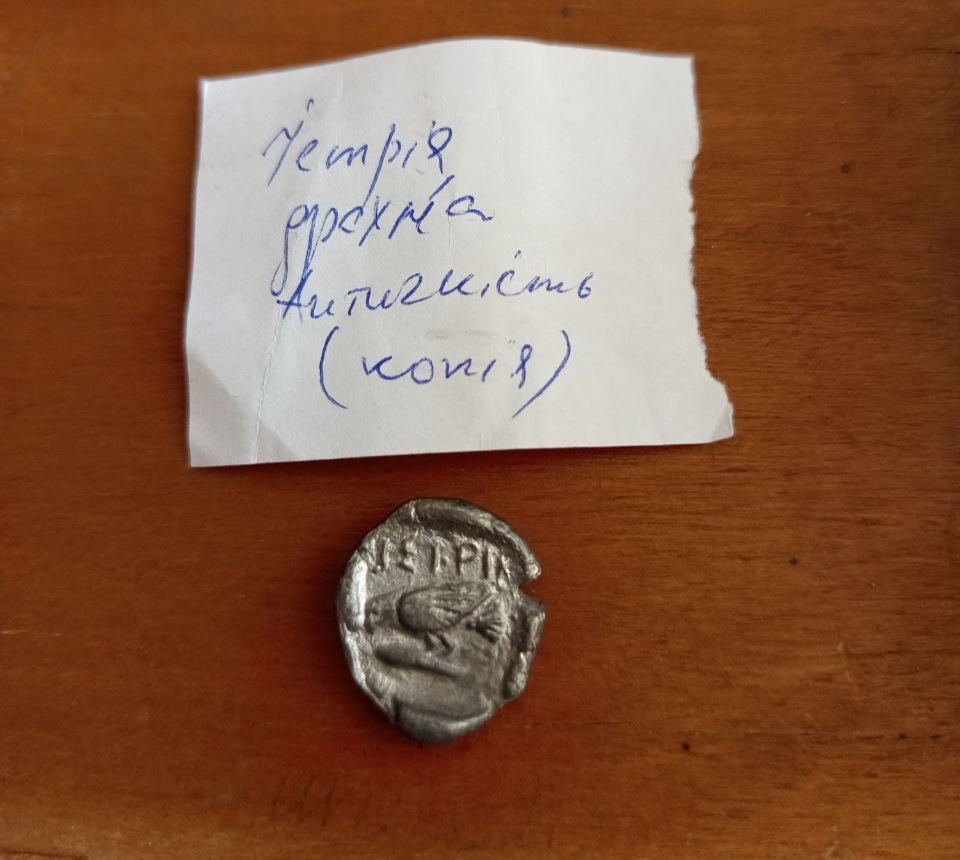 Істрія
драхма
Античність
(копія)
ΙΣΤΡΙΗ